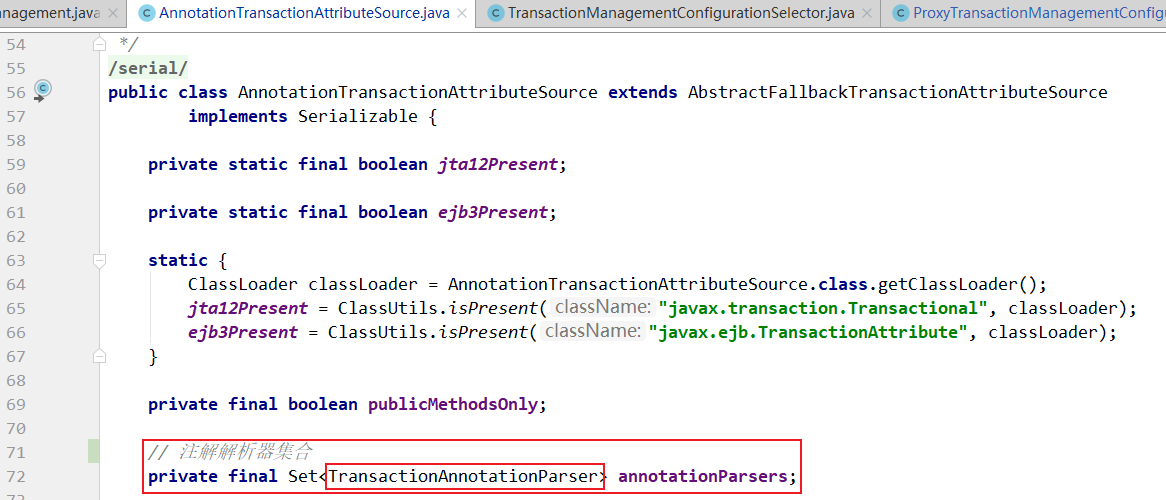 nagement.java AnnotationTransactionAttributeSource.java TransactionManagementConfigurationSelector.java ProxyTransactionManagementConfigu
54 */
55 /serial/
56 public class AnnotationTransactionAttributeSource extends AbstractFallbackTransactionAttributeSource
57 implements Serializable {
58
59 private static final boolean jta12Present;
60
61 private static final boolean ejb3Present;
62
63 static {
64 ClassLoader classLoader = AnnotationTransactionAttributeSource.class.getClassLoader();
65 jta12Present = ClassUtils.isPresent( className: "javax.transaction.Transactional", classLoader);
66 ejb3Present = ClassUtils.isPresent( className: "javax.ejb.TransactionAttribute", classLoader);
67 }
68
69 private final boolean publicMethodsOnly;
70
71 // 注解解析器集合
72 private final Set<TransactionAnnotationParser> annotationParsers;